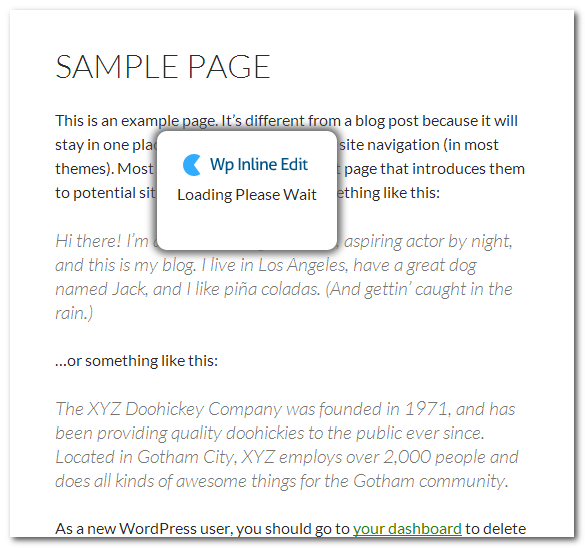 SAMPLE PAGE
This is an example page. It's different from a blog post because it will
stay in one pla site navigation (in most
themes). Most t page that introduces them
to potential sit ething like this:
Wp Inline Edit
Loading Please Wait
Hi there! I'm a aspiring actor by night,
and this is my blog. I live in Los Angeles, have a great dog
named Jack, and I like piña coladas. (And gettin' caught in the
rain.)
…or something like this:
The XYZ Doohickey Company was founded in 1971, and has
been providing quality doohickies to the public ever since.
Located in Gotham City, XYZ employs over 2,000 people and
does all kinds of awesome things for the Gotham community.
As a new WordPress user, you should go to your dashboard to delete